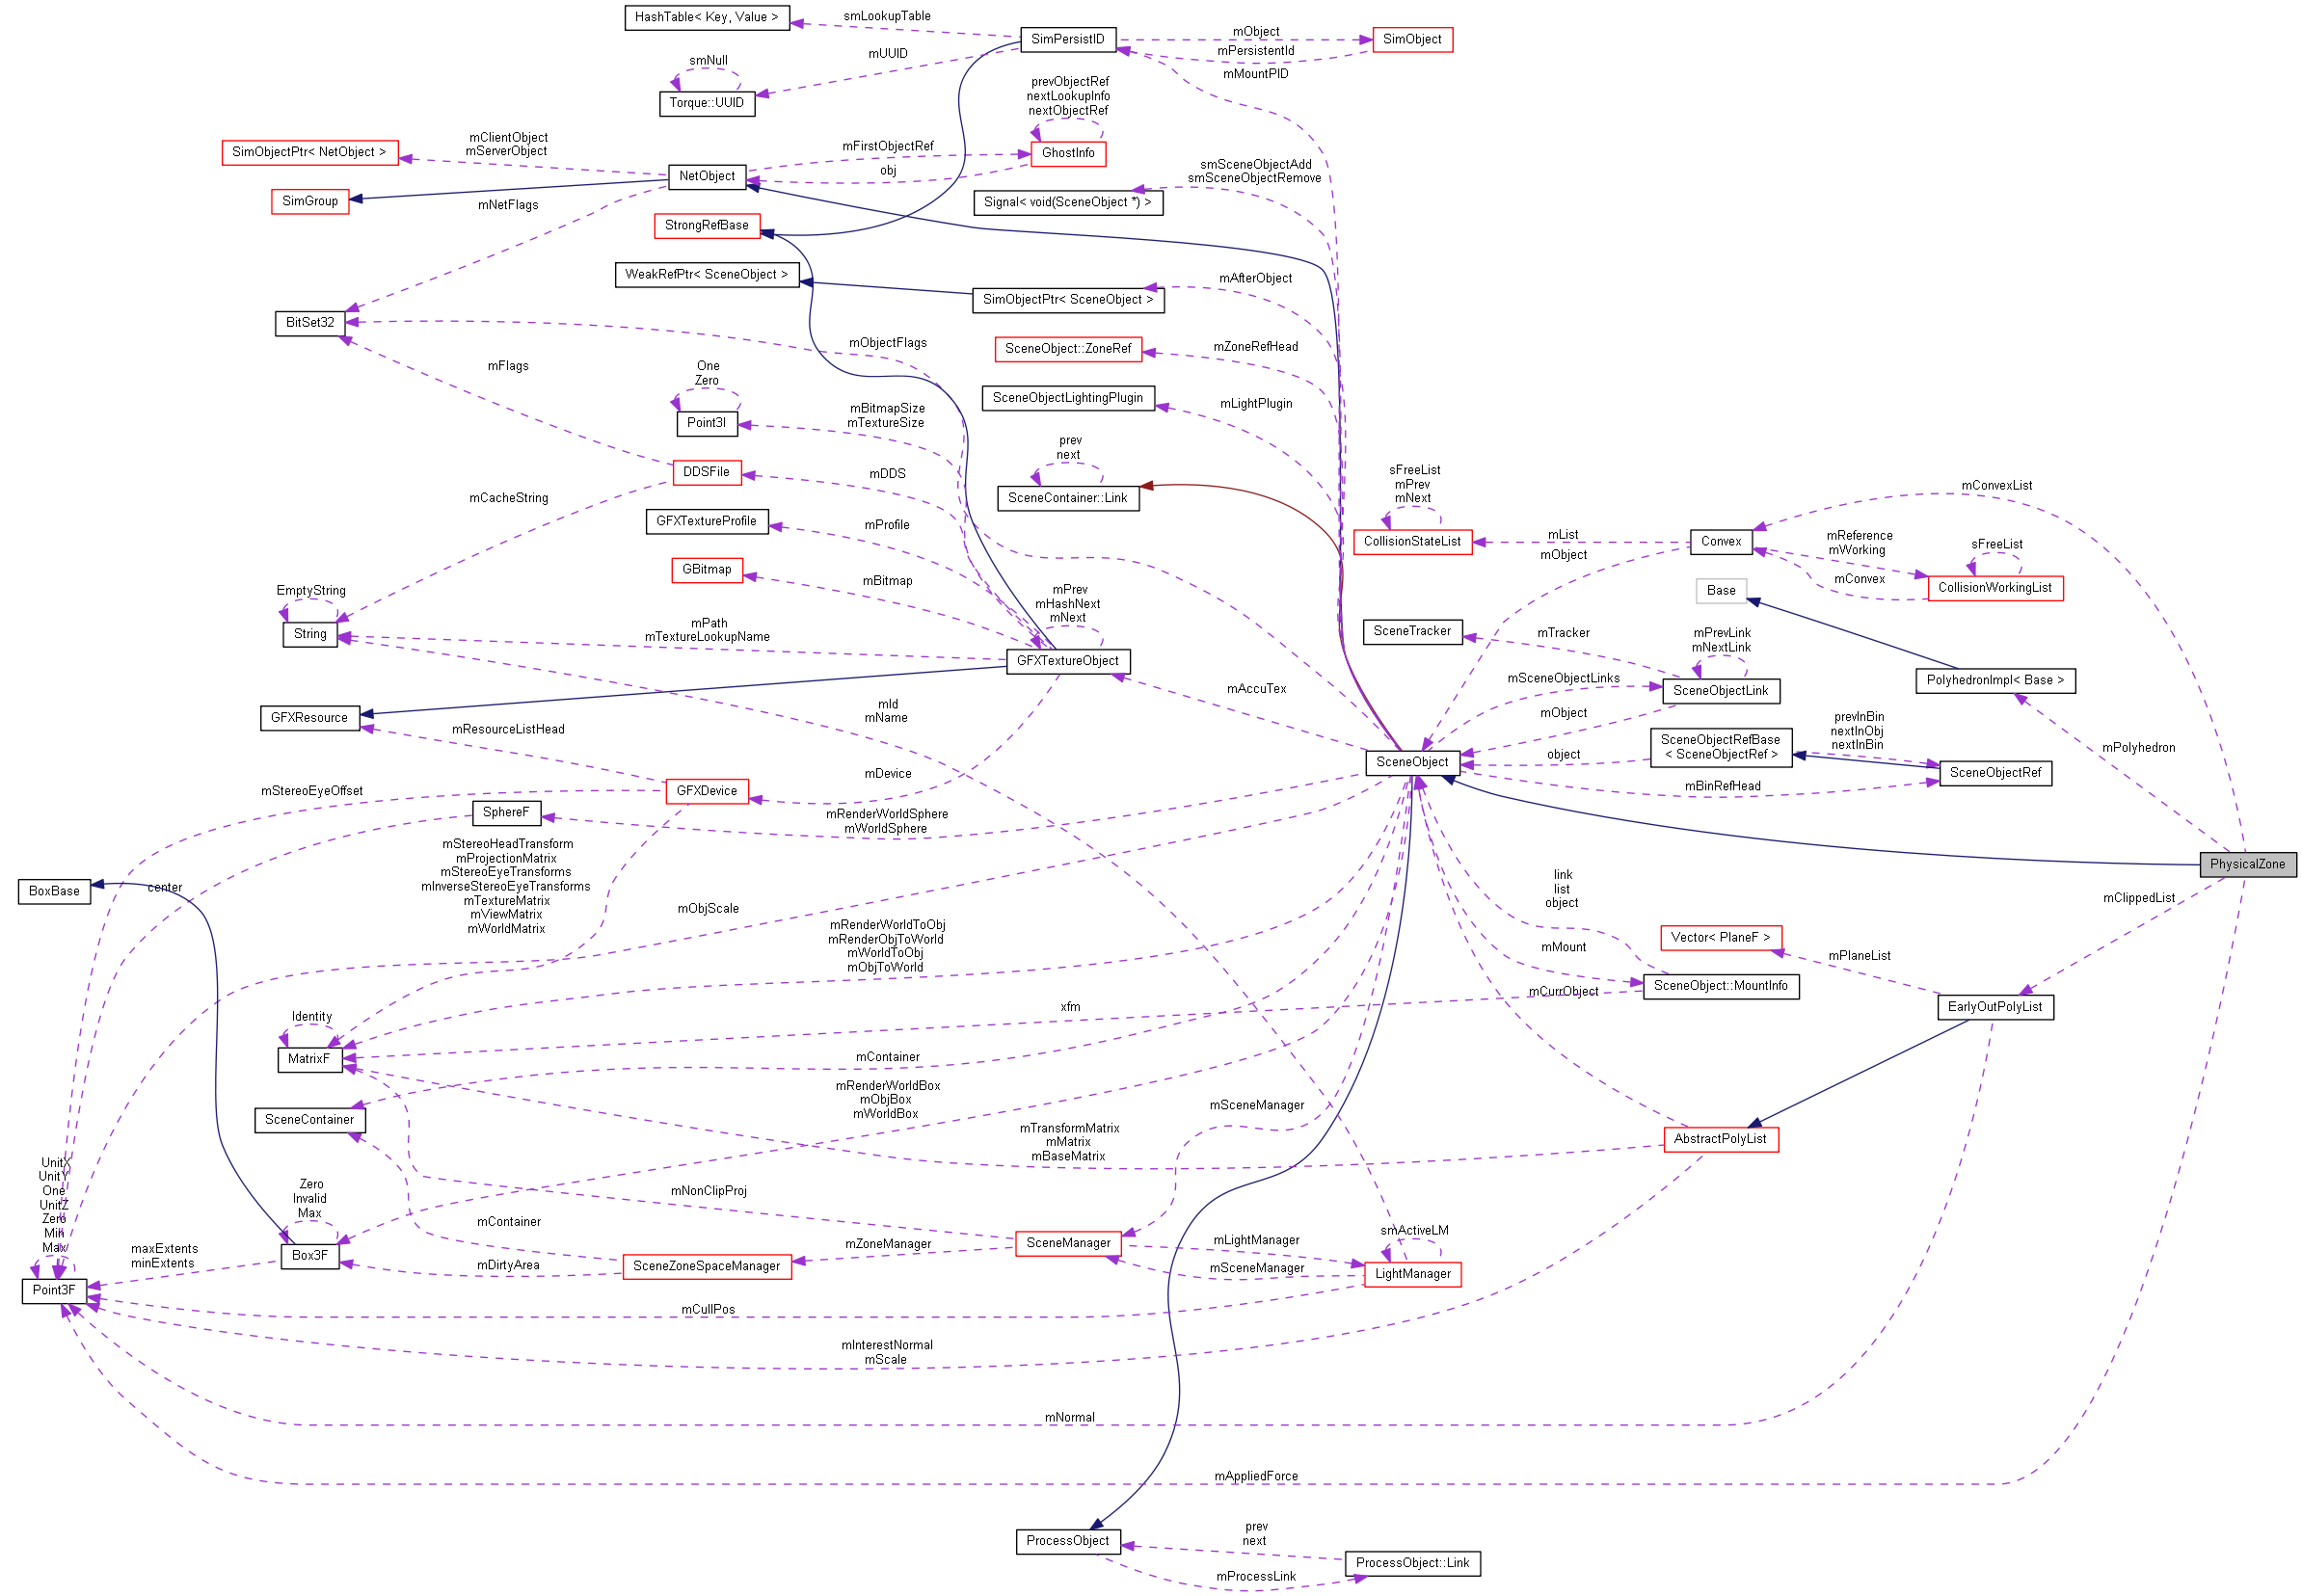 HashTable< Key, Value >
smLookupTable
SimPersistID
mObject
SimObject
mPersistentId
mUUID
smNull
Torque::UUID
mMountPID
prevObjectRef
nextLookupInfo
nextObjectRef
mClientObject
mServerObject
SimObjectPtr< NetObject >
mFirstObjectRef
GhostInfo
obj
NetObject
smSceneObjectAdd
smSceneObjectRemove
SimGroup
mNetFlags
Signal< void(SceneObject *) >
StrongRefBase
WeakRefPtr< SceneObject >
mAfterObject
SimObjectPtr< SceneObject >
BitSet32
mObjectFlags
mZoneRefHead
SceneObject::ZoneRef
mFlags
One
Zero
Point3I
mBitmapSize
mTextureSize
SceneObjectLightingPlugin
mLightPlugin
prev
next
SceneContainer::Link
DDSFile
mDDS
mCacheString
sFreeList
mPrev
mNext
CollisionStateList
mList
Convex
mConvexList
mReference
mWorking
sFreeList
mObject
mConvex
CollisionWorkingList
GFXTextureProfile
mProfile
GBitmap
mBitmap
Base
EmptyString
String
mPath
mTextureLookupName
mPrev
mHashNext
mNext
GFXTextureObject
SceneTracker
mTracker
mPrevLink
mNextLink
mSceneObjectLinks
SceneObjectLink
PolyhedronImpl< Base >
mAccuTex
mObject
GFXResource
mResourceListHead
mId
mName
mPolyhedron
SceneObject
object
SceneObjectRefBase
< SceneObjectRef >
prevInBin
nextInObj
nextInBin
SceneObjectRef
mBinRefHead
mDevice
mStereoEyeOffset
GFXDevice
SphereF
mRenderWorldSphere
mWorldSphere
mStereoHeadTransform
mProjectionMatrix
mStereoEyeTransforms
mInverseStereoEyeTransforms
mTextureMatrix
mViewMatrix
mWorldMatrix
BoxBase
center
PhysicalZone
link
list
object
mObjScale
mClippedList
mRenderWorldToObj
mRenderObjToWorld
mWorldToObj
mObjToWorld
Vector< PlaneF >
mPlaneList
mMount
SceneObject::MountInfo
mCurrObject
xfm
EarlyOutPolyList
Identity
MatrixF
mContainer
mRenderWorldBox
mObjBox
mWorldBox
SceneContainer
mSceneManager
mTransformMatrix
mMatrix
mBaseMatrix
AbstractPolyList
UnitX
UnitY
One
UnitZ
Zero
Min
Max
Point3F
Zero
Invalid
Max
Box3F
maxExtents
minExtents
mNonClipProj
mContainer
mDirtyArea
SceneZoneSpaceManager
mZoneManager
SceneManager
mLightManager
mSceneManager
smActiveLM
LightManager
mCullPos
mInterestNormal
mScale
mNormal
mAppliedForce
ProcessObject
prev
next
ProcessObject::Link
mProcessLink